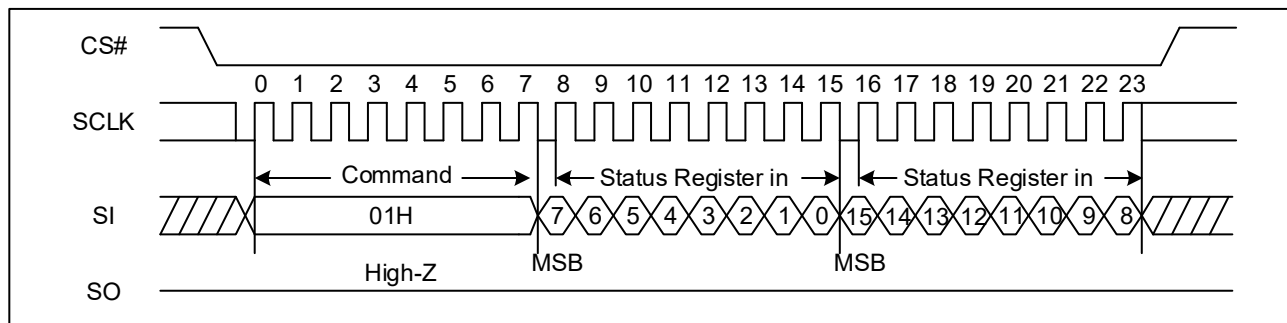 CS#
0 1 2 3 4 5 6 7 8 9 10 11 12 13 14 15 16 17 18 19 20 21 22 23
SCLK
Command Status Register in Status Register in
SI 01H 7 6 5 4 3 2 1 0 15 14 13 12 11 10 9 8
MSB MSB
High-Z
SO